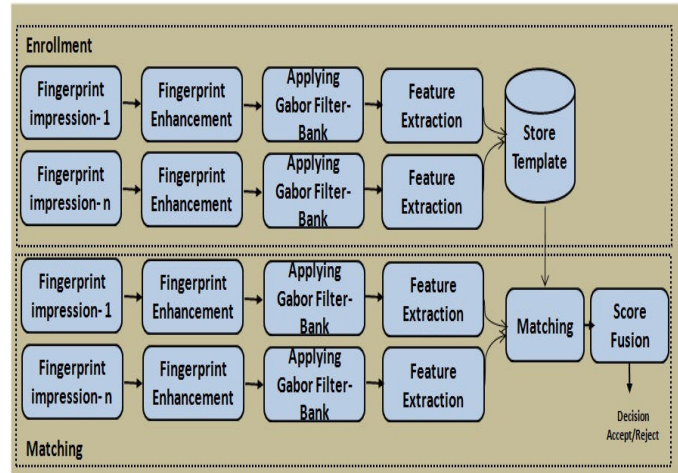 Enrollment
Fingerprint
impression- 1
Fingerprint
Enhancement
Applying
Gabor Filter-
Bank
Feature
Extraction
Fingerprint
impression- n
Fingerprint
Enhancement
Applying
Gabor Filter-
Bank
Feature
Extraction
Store
Template
Fingerprint
impression- 1
Fingerprint
Enhancement
Applying
Gabor Filter-
Bank
Feature
Extraction
Fingerprint
impression- n
Fingerprint
Enhancement
Applying
Gabor Filter-
Bank
Feature
Extraction
Matching
Score
Fusion
Decision
Accept/Reject
Matching